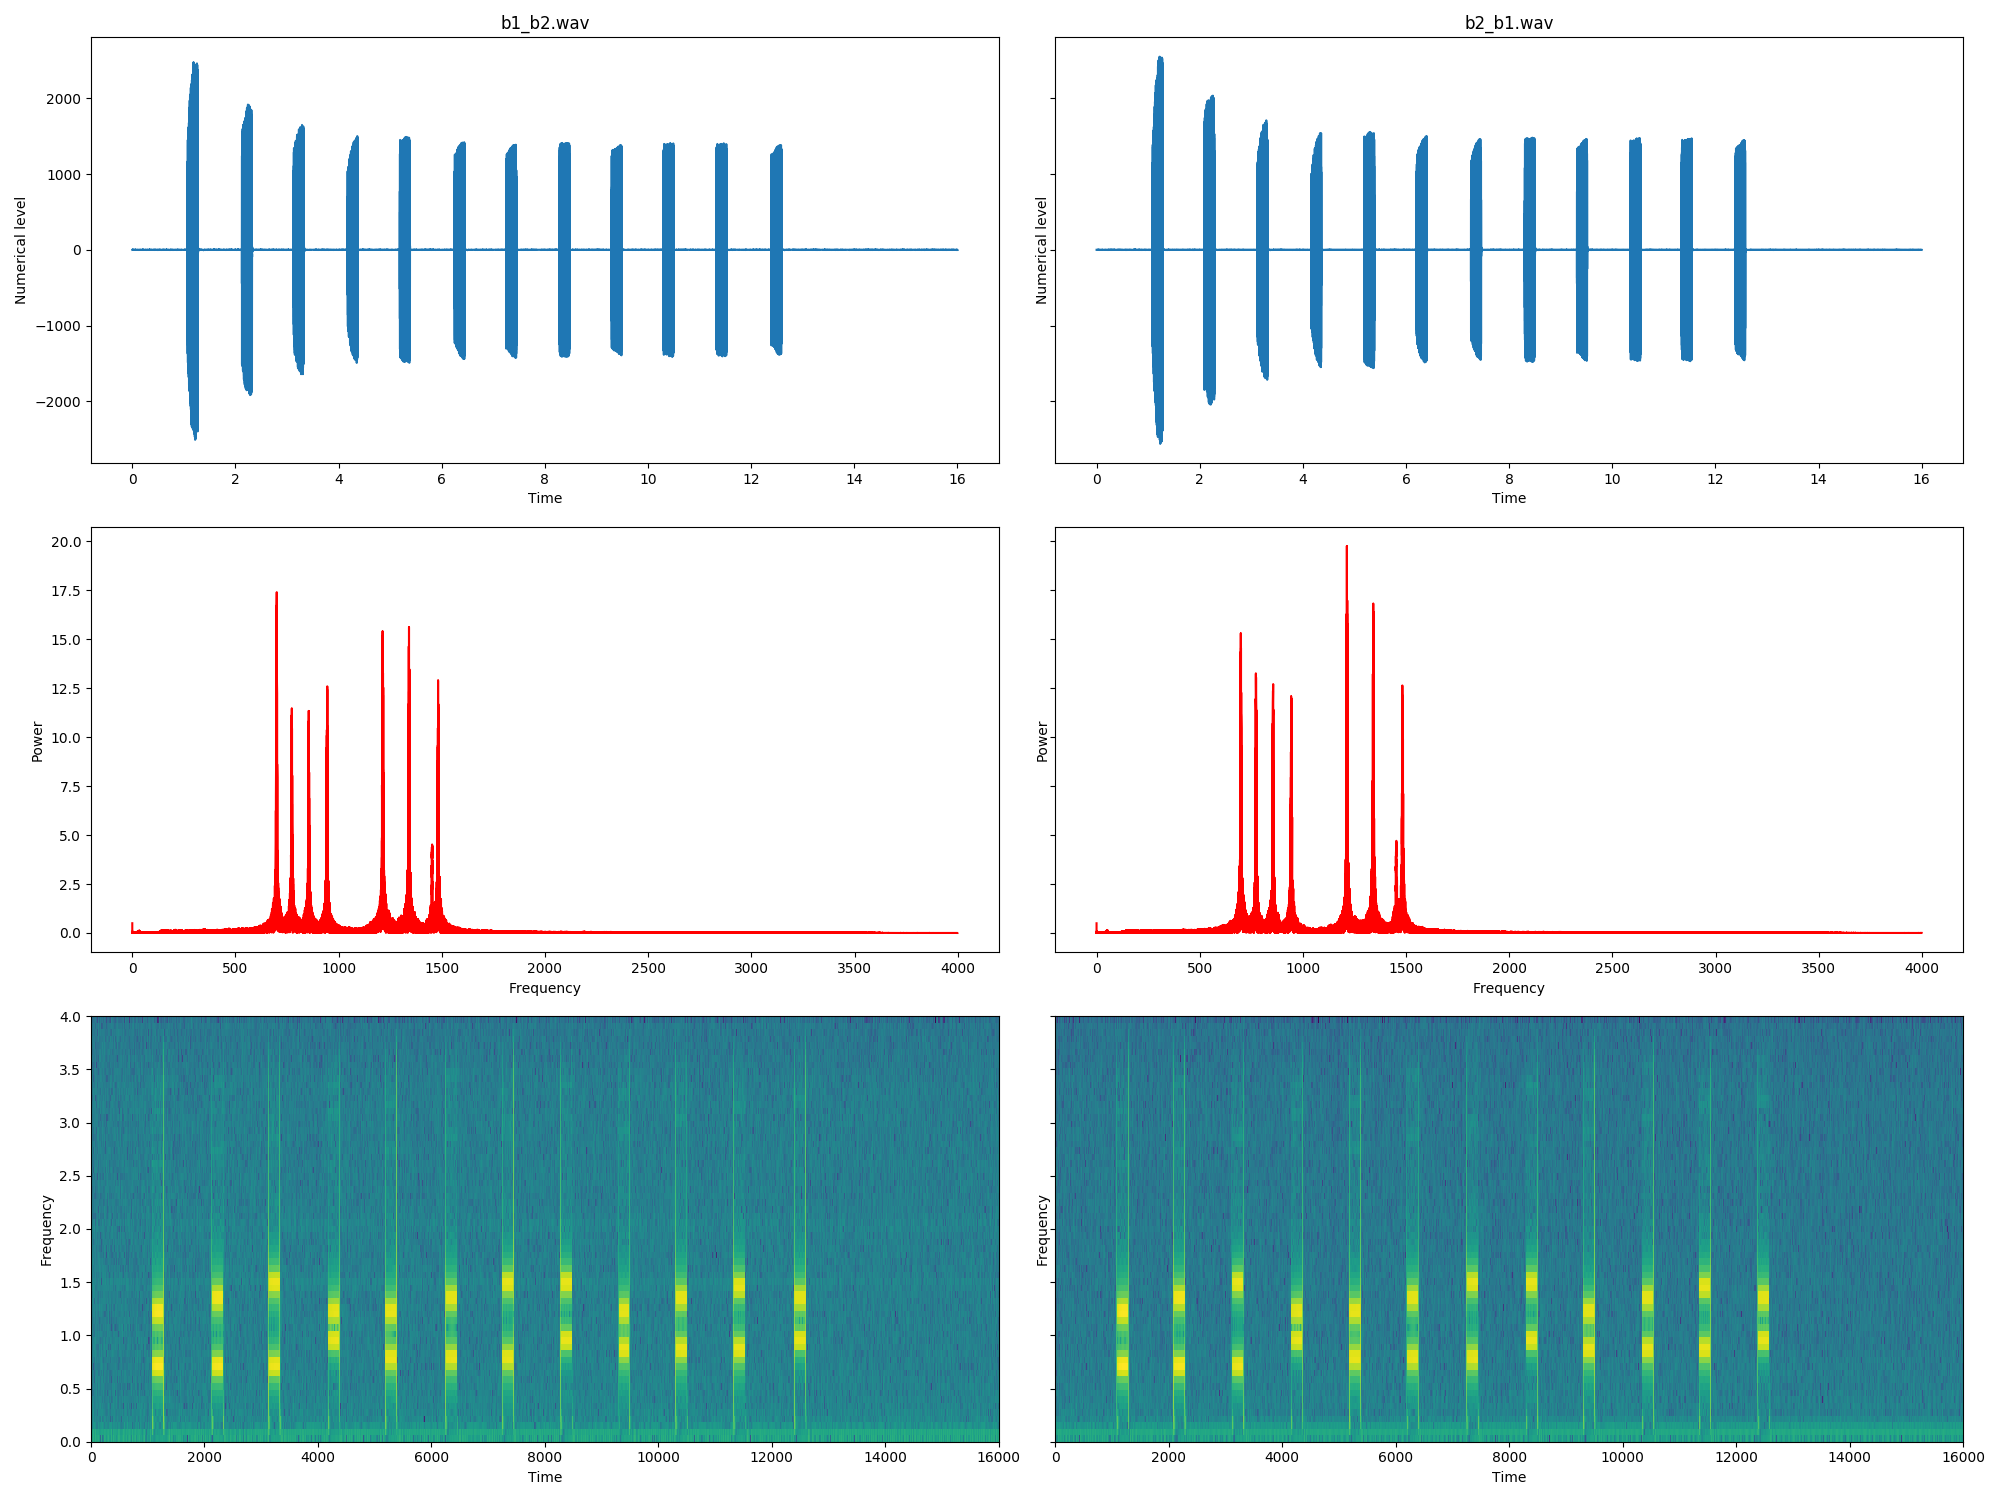 b1_b2.wav
b2_b1.wav
2000
1000
0
−1000
−2000
Numerical level
Numerical level
0 2 4 6 8 10 12 14 16
0 2 4 6 8 10 12 14 16
Time
Time
20.0
17.5
15.0
12.5
10.0
7.5
5.0
2.5
0.0
Power
Power
0 500 1000 1500 2000 2500 3000 3500 4000
0 500 1000 1500 2000 2500 3000 3500 4000
Frequency
Frequency
4.0
3.5
3.0
2.5
2.0
1.5
1.0
0.5
0.0
Frequency
Frequency
0 2000 4000 6000 8000 10000 12000 14000 16000
0 2000 4000 6000 8000 10000 12000 14000 16000
Time
Time